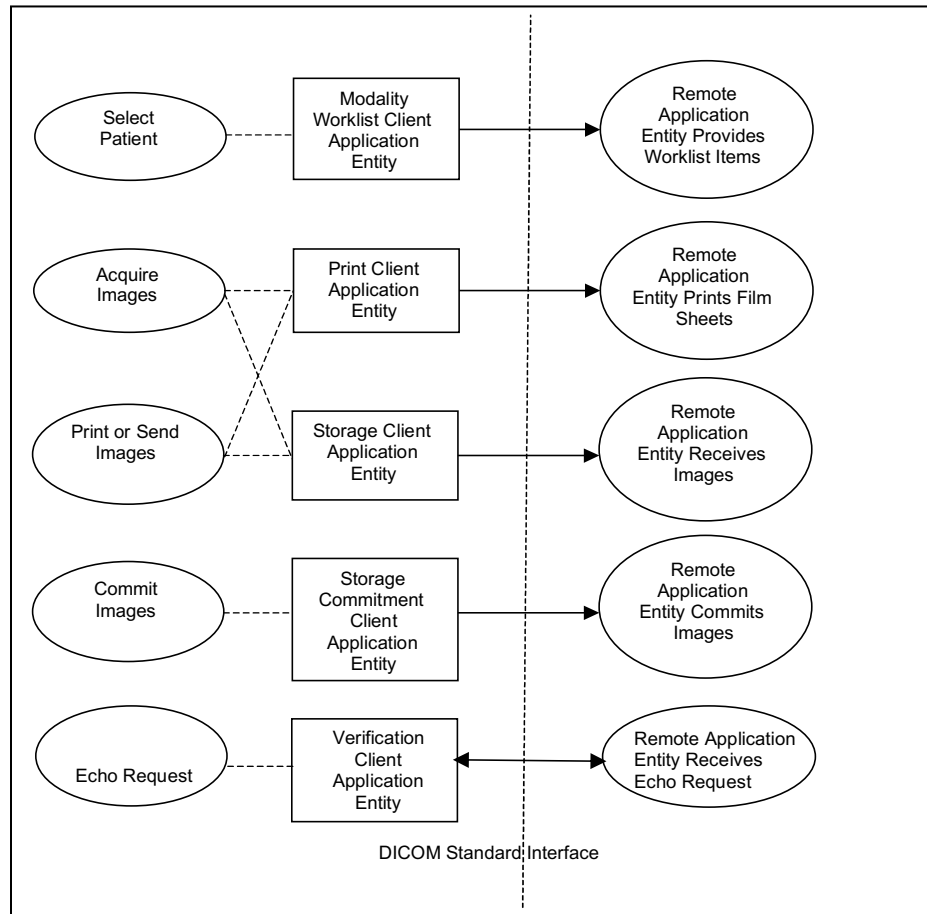 Select
Patient
Modality
Worklist Client
Application
Entity
Remote
Application
Entity Provides
Worklist Items
Acquire
Images
Print Client
Application
Entity
Remote
Application
Entity Prints Film
Sheets
Print or Send
Images
Storage Client
Application
Entity
Remote
Application
Entity Receives
Images
Commit
Images
Storage
Commitment
Client
Application
Entity
Remote
Application
Entity Commits
Images
Echo Request
Verification
Client
Application
Entity
Remote Application
Entity Receives
Echo Request
DICOM Standard Interface